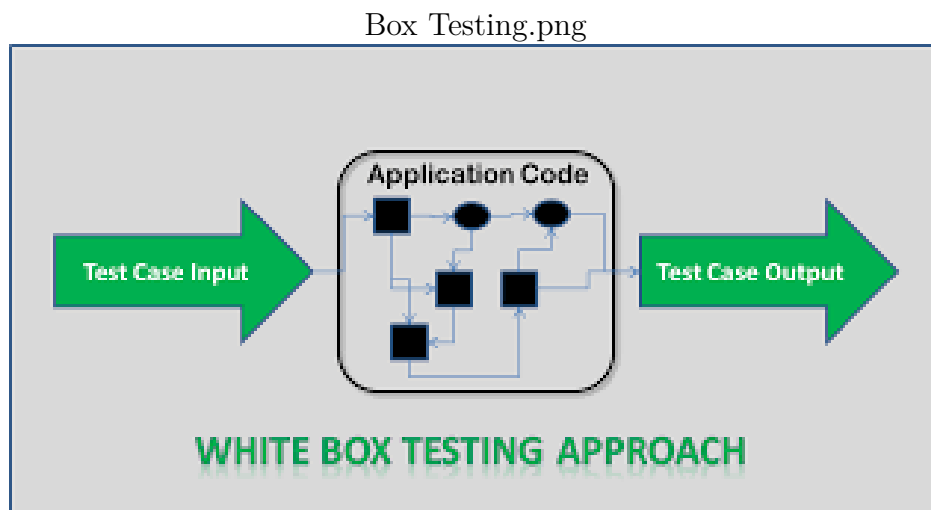 Box Testing.png
Application Code
Test Case Input
Test Case Output
WHITE BOX TESTING APPROACH